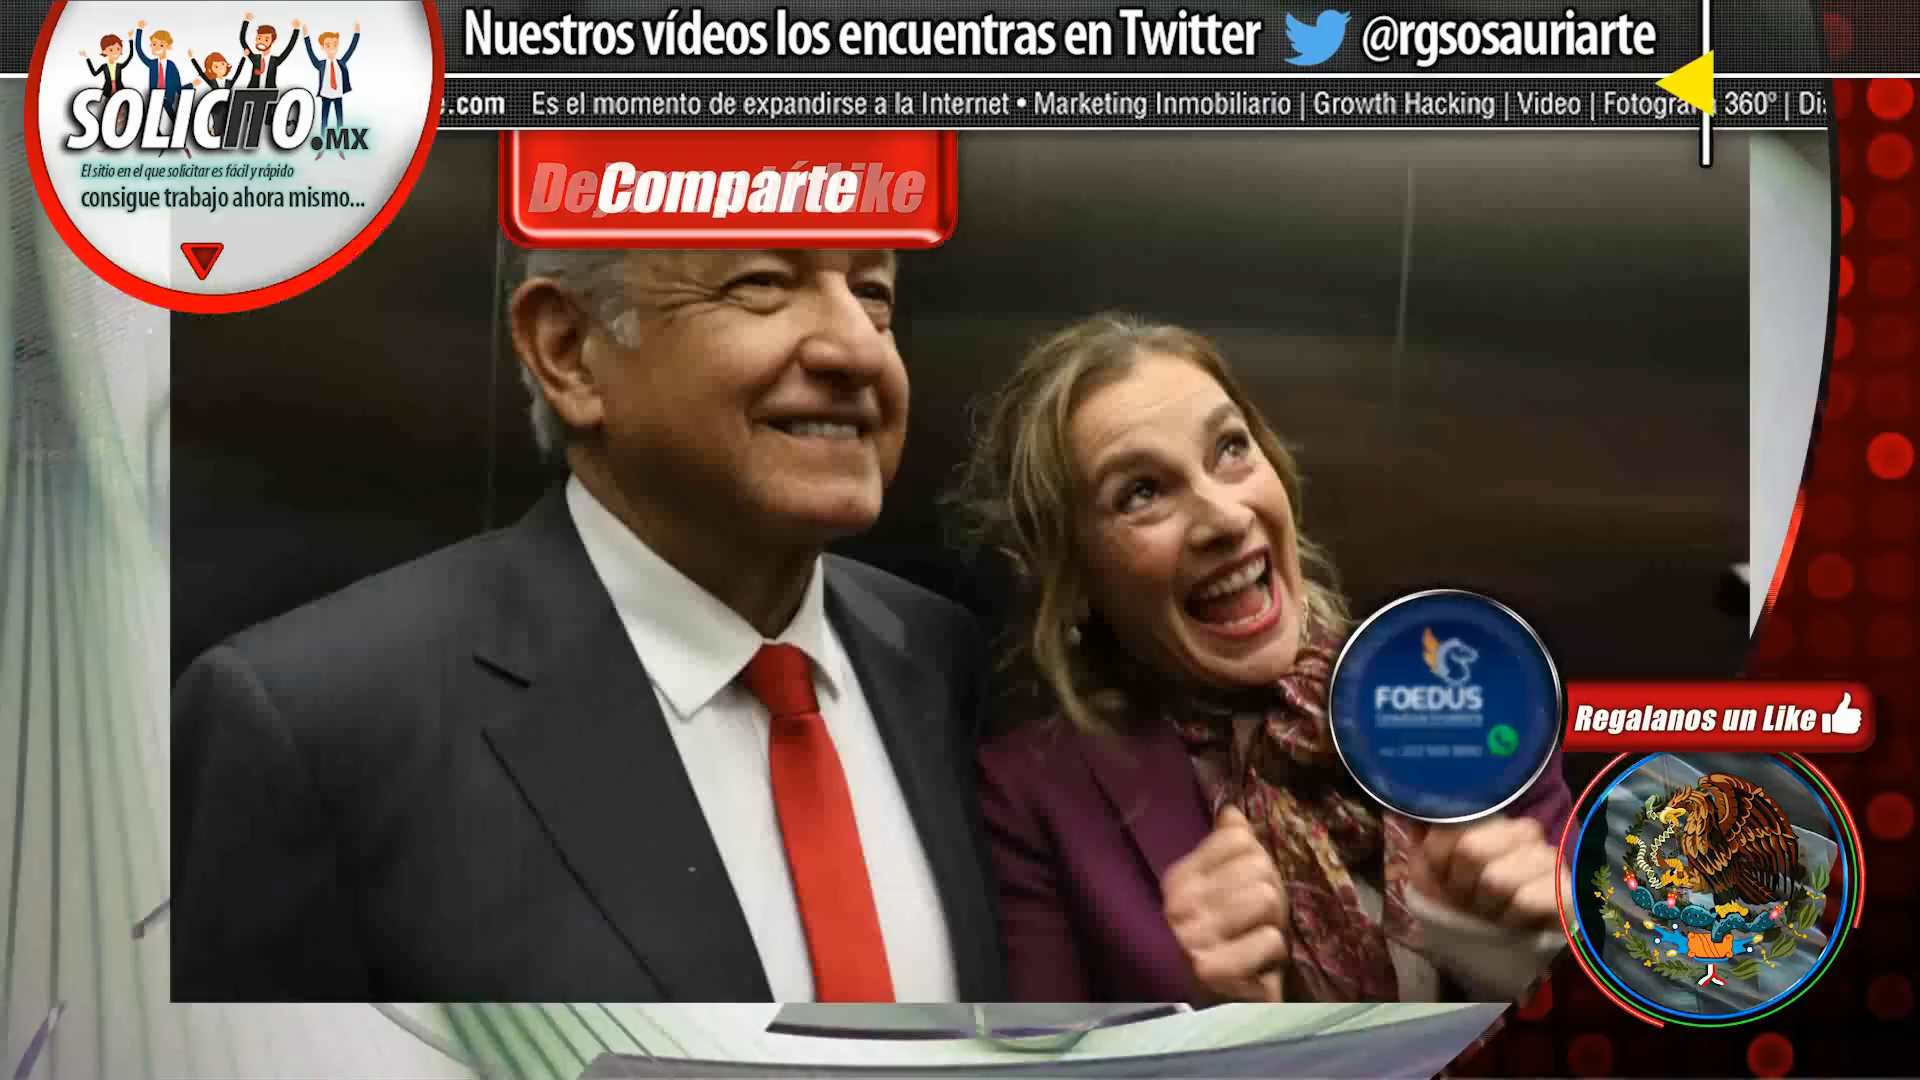 Nuestros vídeos los encuentras en Twitter @rgsosauriarte
.com Es el momento de expandirse a la Internet • Marketing Inmobiliario | Growth Hacking | Video | Fotograf 360° | Di
SOLICITO.MX
El sitio en el que solicitar es fácil y rápido
consigue trabajo ahora mismo...
Comparte
FOEDUS
Regalanos un Like